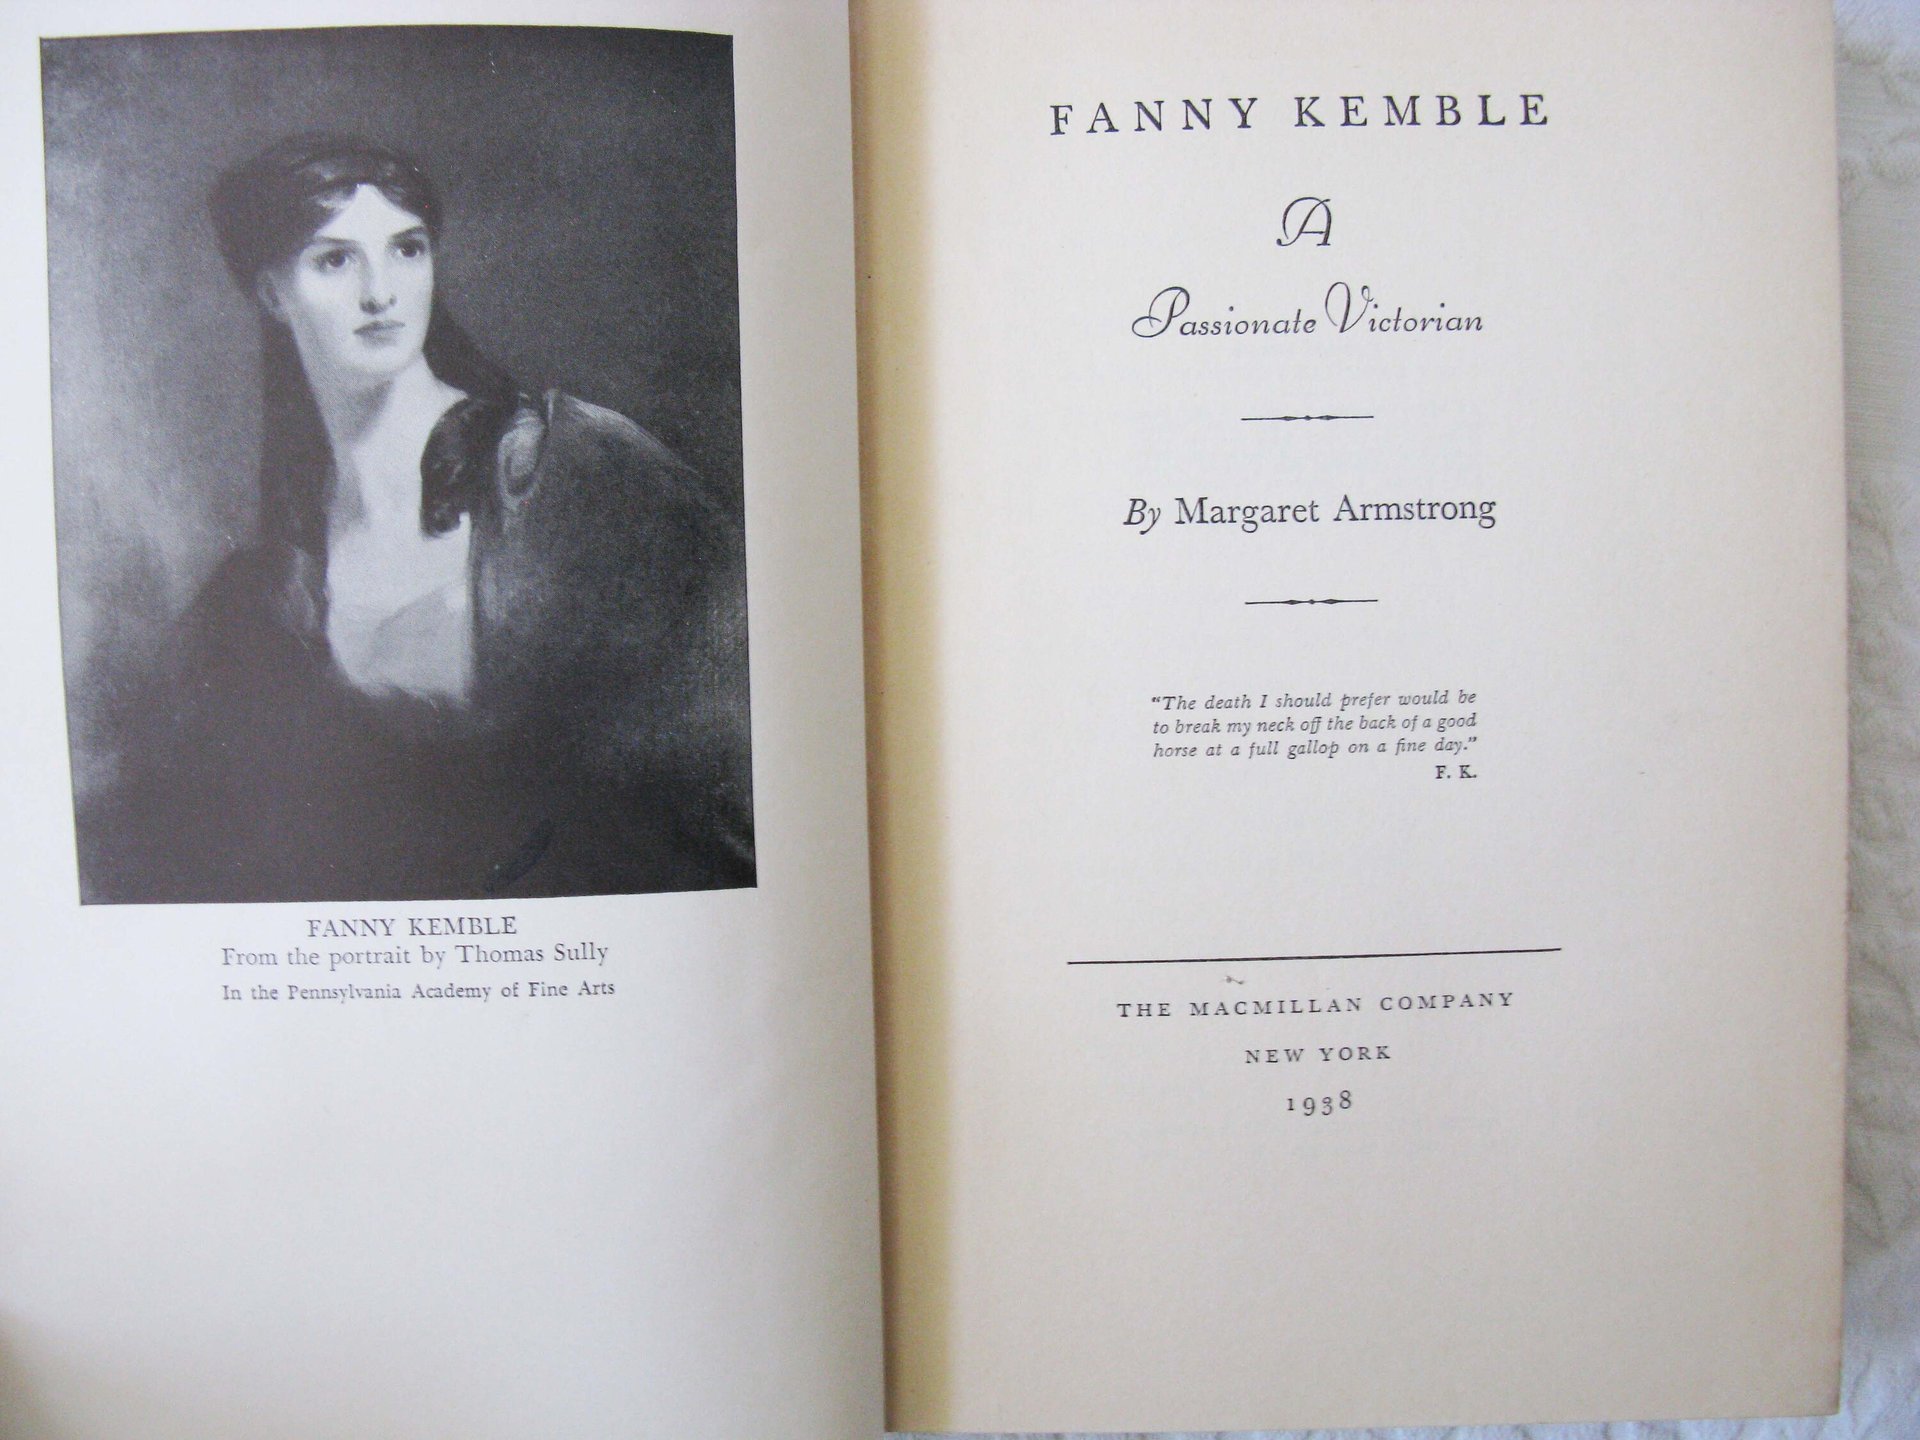 FANNY KEMBLE
From the portrait by Thomas Sully
In the Pennsylvania Academy of Fine Arts
FANNY KEMBLE
A
Passionate Victorian
By Margaret Armstrong
"The death I should prefer would be
to break my neck off the back of a good
horse at a full gallop on a fine day."
F. K.
THE MACMILLAN COMPANY
NEW YORK
1938